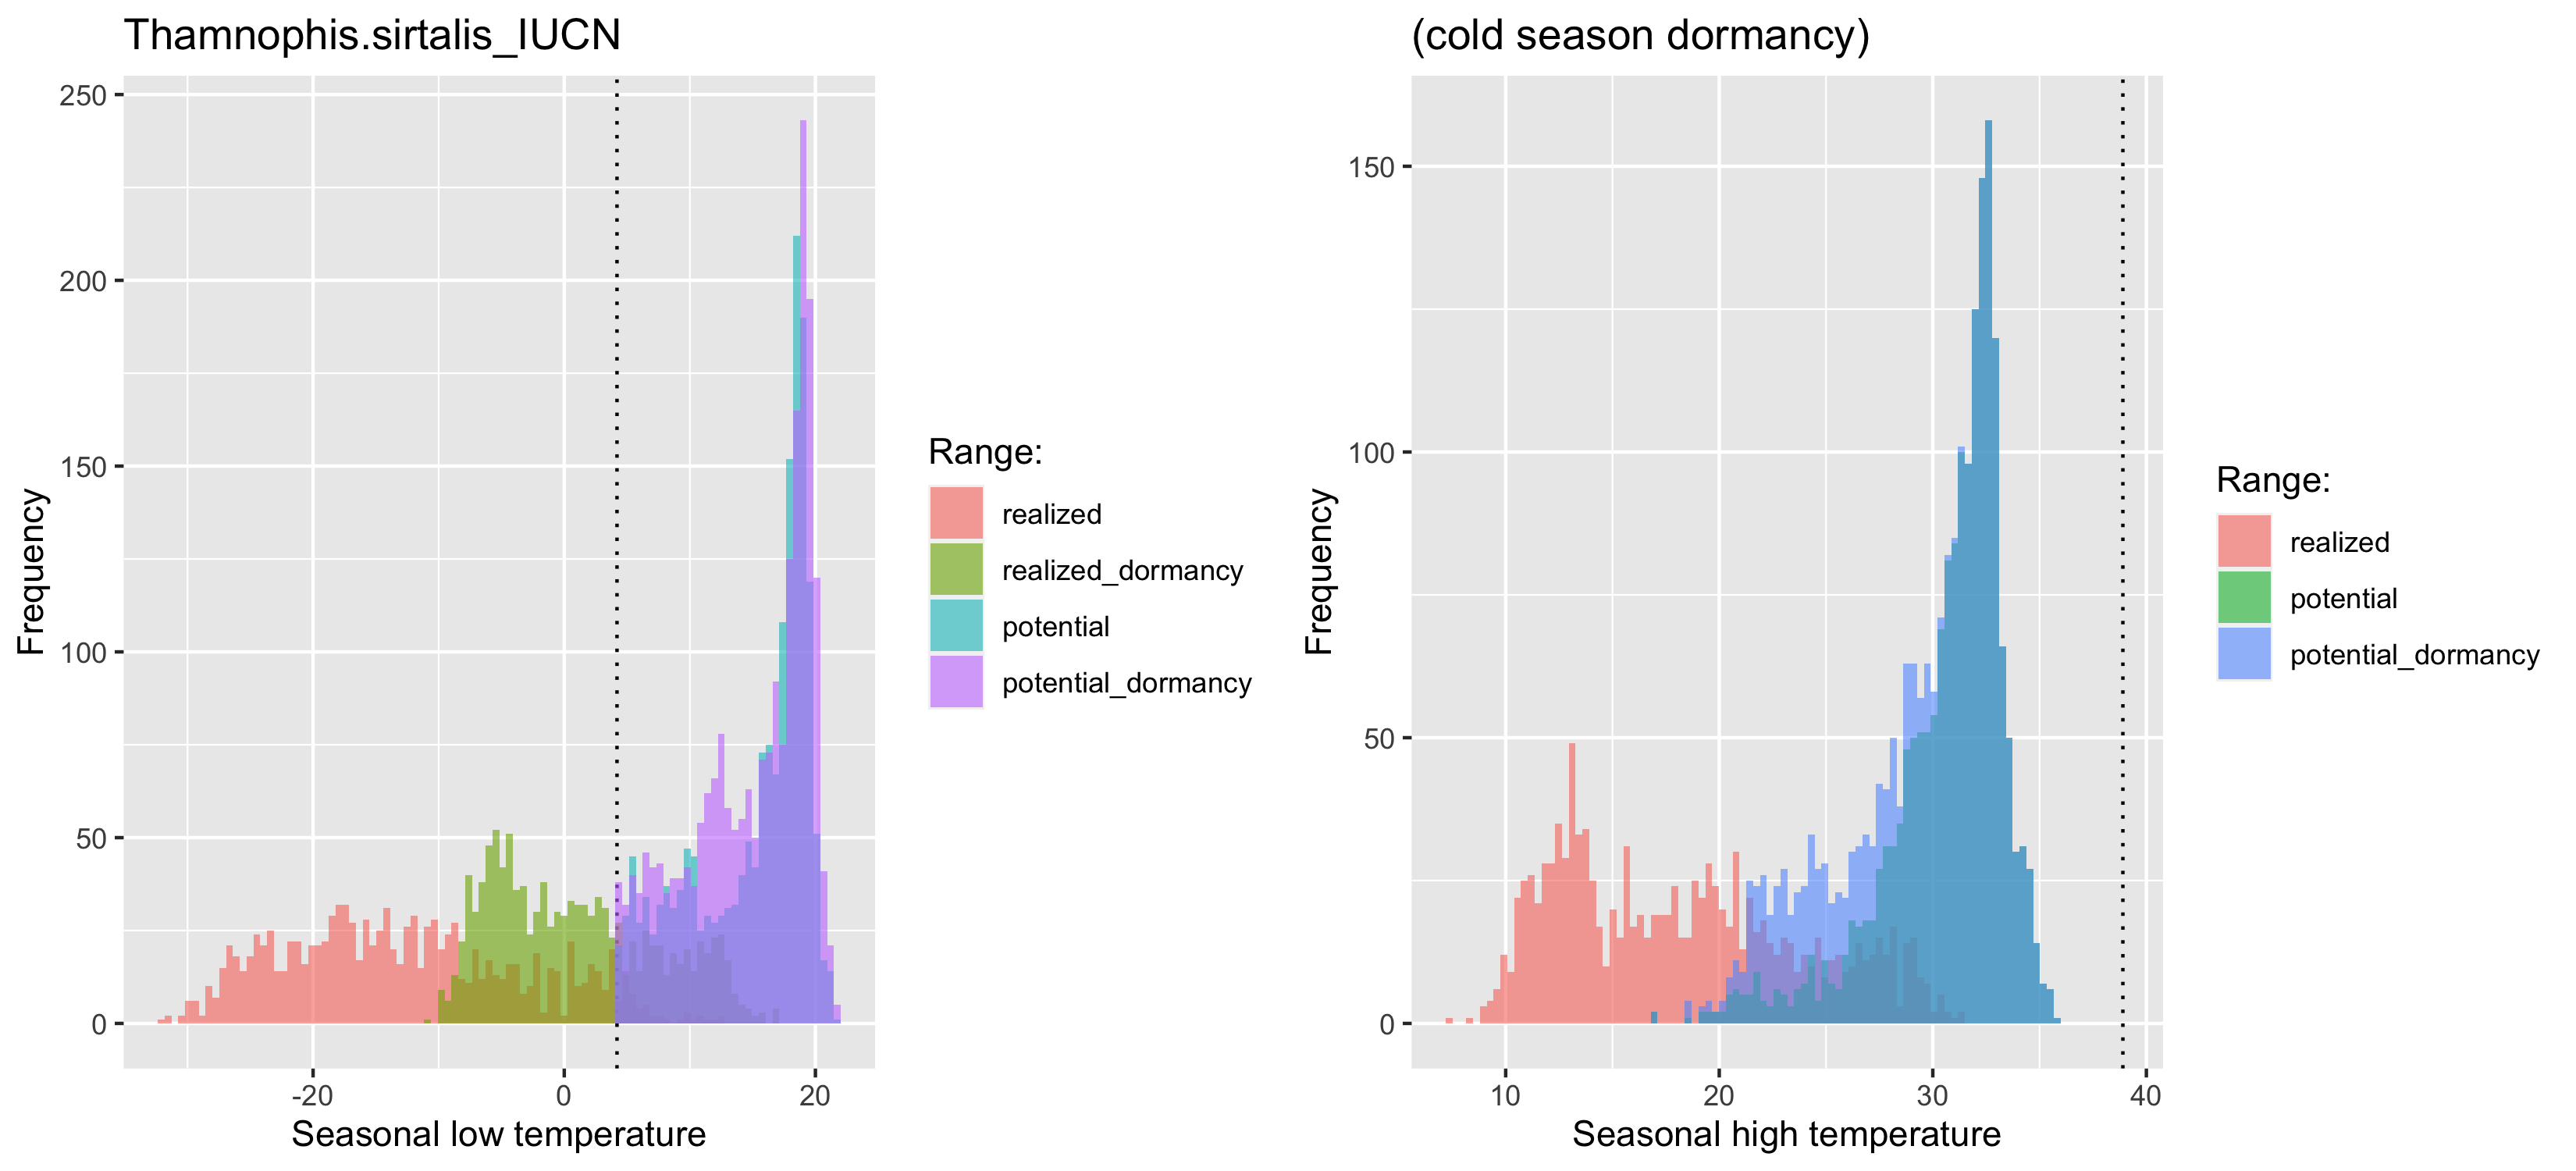 Thamnophis.sirtalis_IUCN
250
200
150
100
50
0
Frequency
-20
0
20
Seasonal low temperature
Range:
realized
realized_dormancy
potential
potential_dormancy
(cold season dormancy)
150
100
50
0
Frequency
10
20
30
40
Seasonal high temperature
Range:
realized
potential
potential_dormancy